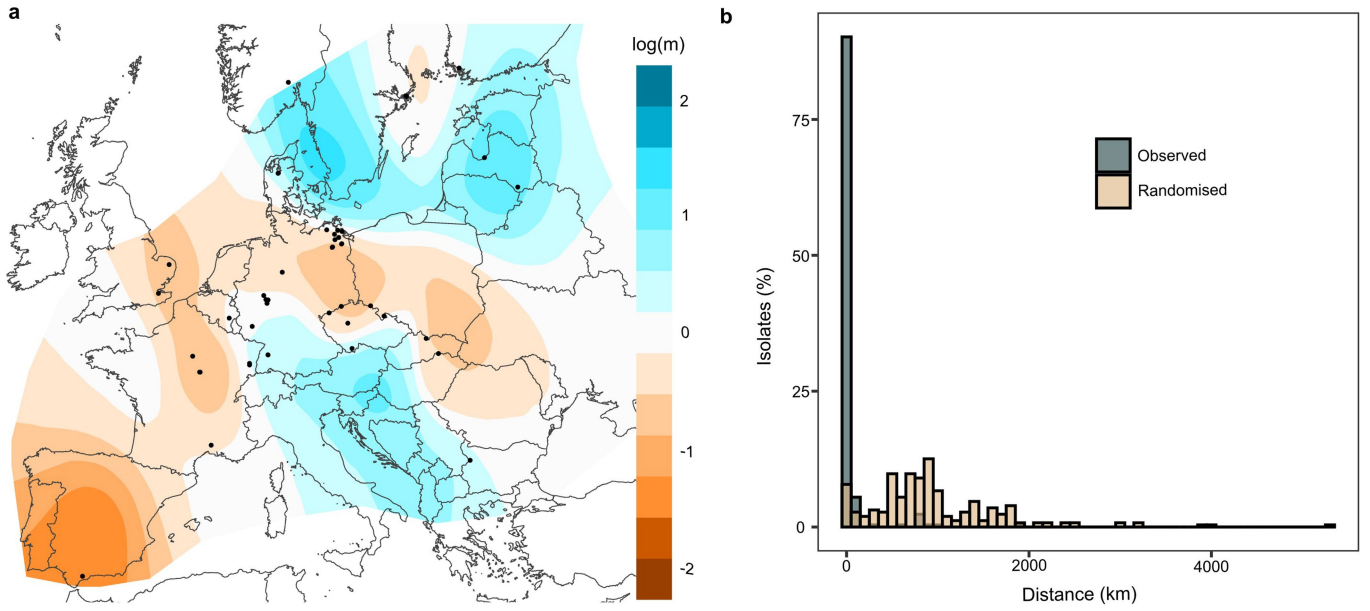 a
log(m)
2
1
0
-1
-2
b
Isolates (%)
75
50
25
0
Observed
Randomised
0 2000 4000
Distance (km)